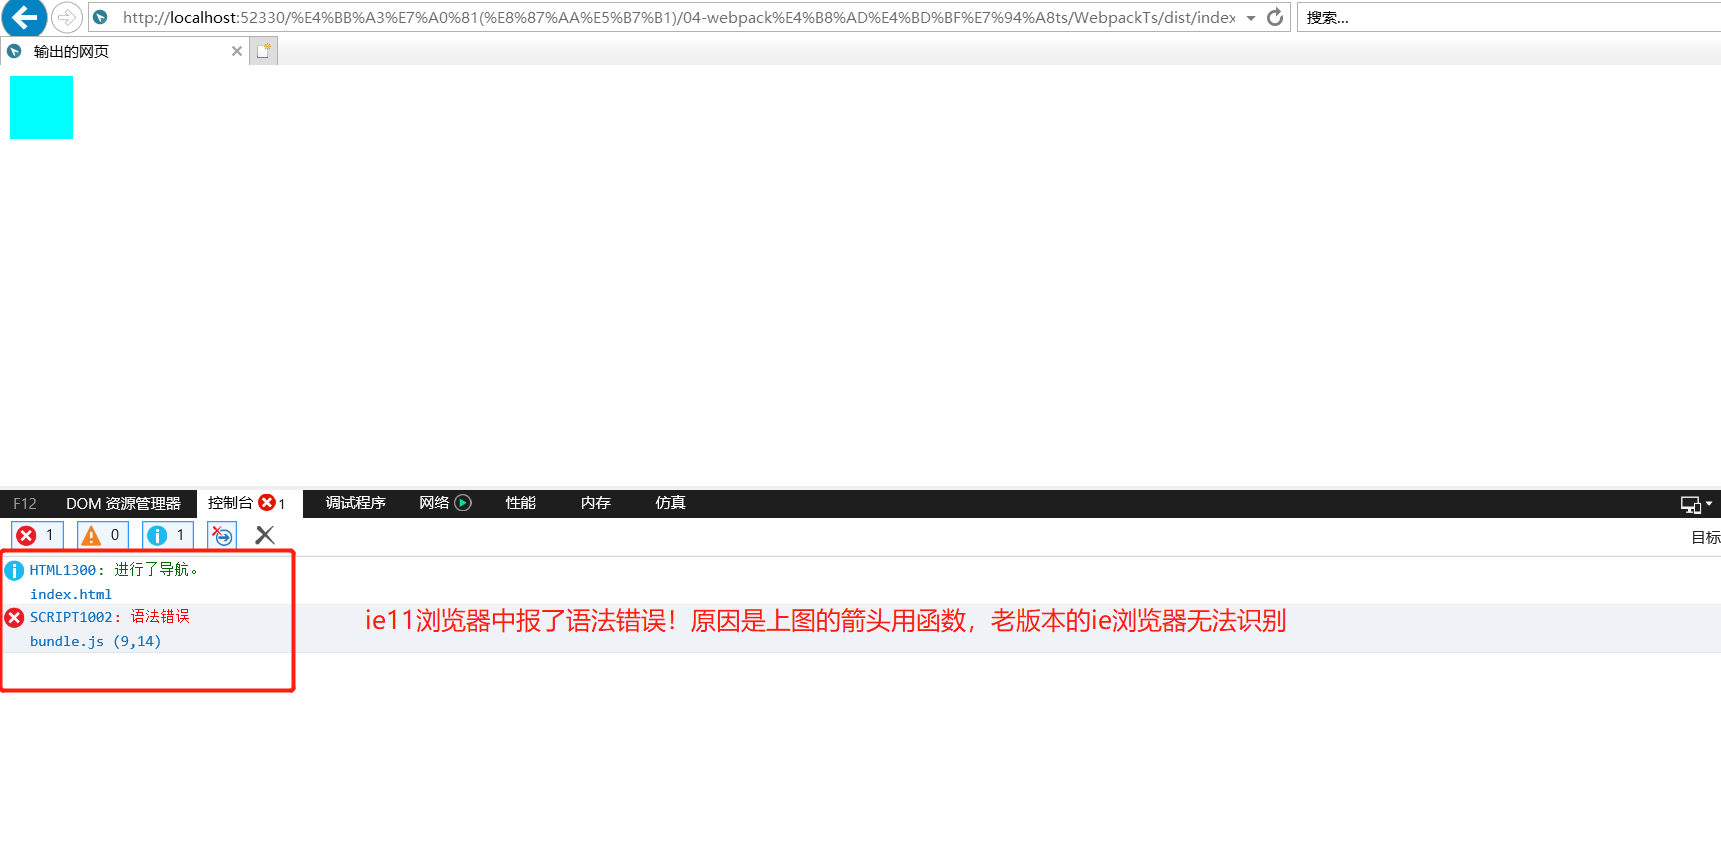 http://localhost:52330/%E4%BB%A3%E7%A0%81(%E8%87%AA%E5%B7%B1)/04-webpack%E4%B8%AD%E4%BD%BF%E7%94%A8ts/WebpackTs/dist/index
搜索...
输出的网页
F12 DOM 资源管理器 控制台 1 调试程序 网络 性能 内存 仿真
1 0 1
目标
HTML1300: 进行了导航。
index.html
SCRIPT1002: 语法错误
bundle.js (9,14)
ie11浏览器中报了语法错误！原因是上图的箭头用函数，老版本的ie浏览器无法识别